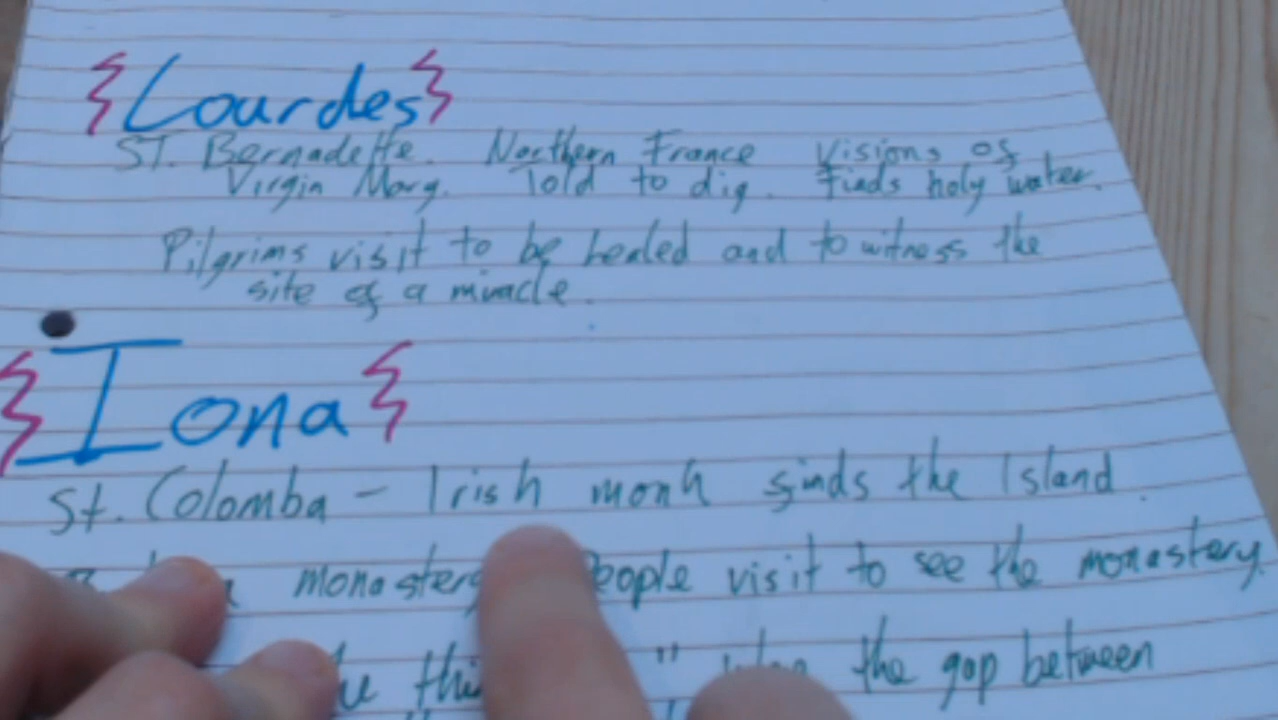 Lourdes
ST. Bernadette. Northern France Visions of
Virgin Mary. Told to dig. Finds holy water.
Pilgrims visit to be healed and to witness the
site of a miracle.
Iona
St. Colomba - Irish monk finds the Island.
monastery People visit to see the monastery
the gap between